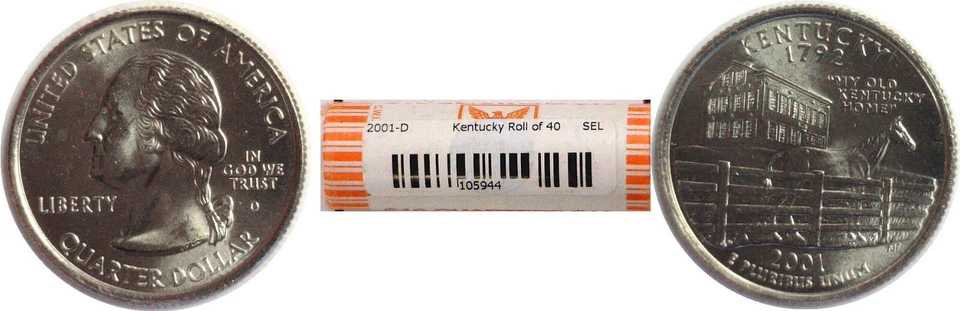 UNITED STATES OF AMERICA
IN
GOD WE
TRUST
LIBERTY
D
QUARTER DOLLAR
2001-D Kentucky Roll of 40 SEL
105944
KENTUCKY
1792
"MY OLD
KENTUCKY
HOME"
2001
E PLURIBUS UNUM